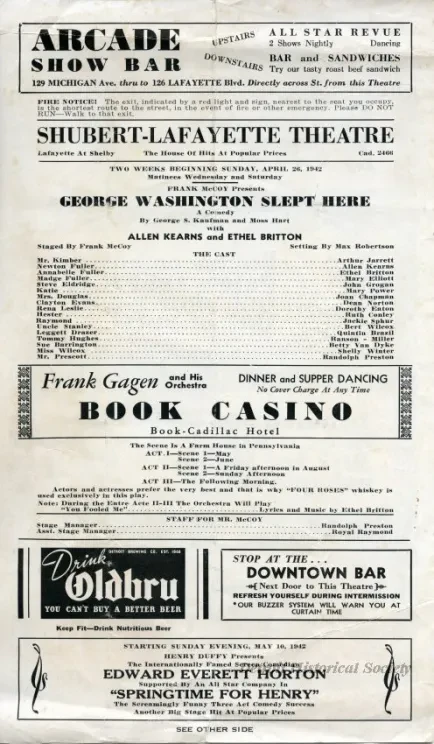 ARCADE
SHOW BAR
UPSTAIRS
DOWNSTAIRS
ALL STAR REVUE
2 Shows Nightly Dancing
BAR and SANDWICHES
Try our tasty roast beef sandwich
129 MICHIGAN Ave. thru to 126 LAFAYETTE Blvd. Directly across St. from this Theatre
FIRE NOTICE! The exit, indicated by a red light and sign, nearest to the seat you occupy,
is the shortest route to the street, in the event of fire or other emergency. Please DO NOT
RUN—Walk to that exit.
SHUBERT-LAFAYETTE THEATRE
Lafayette At Shelby The House Of Hits At Popular Prices Cad. 2466
TWO WEEKS BEGINNING SUNDAY, APRIL 26, 1942
Matinees Wednesday and Saturday
FRANK McCOY Presents
GEORGE WASHINGTON SLEPT HERE
A Comedy
By George S. Kaufman and Moss Hart
with
ALLEN KEARNS and ETHEL BRITTON
Staged By Frank McCoy Setting By Max Robertson
THE CAST
Mr. Kimber Arthur Jarrett
Newton Fuller Allen Kearns
Annabelle Fuller Ethel Britton
Madge Fuller Mary Elliott
Steve Eldridge John Grogan
Katie Mary Power
Mrs. Douglas Joan Chapman
Clayton Evans Dean Norton
Rena Leslie Dorothy Eaton
Hester Ruth Conley
Raymond Jackie
Uncle Stanley Bert Wilcox
Leggett Frazer Quintin Brasil
Tommy Hughes Ranson - Miller
Sue Barrington Betty Van Dyke
Miss Wilcox Shelly Winter
Mr. Prescott Randolph Preston
Frank Gagen and His
Orchestra
DINNER and SUPPER DANCING
No Cover Charge At Any Time
BOOK CASINO
Book-Cadillac Hotel
The Scene Is A Farm House in Pennsylvania
ACT I—Scene 1—May
Scene 2—June
ACT II—Scene 1—A Friday afternoon in August
Scene 2—Sunday Afternoon
ACT III—The Following Morning.
Actors and actresses prefer the very best and that is why "FOUR ROSES" whiskey is
used exclusively in this play.
Note: During the Entre Acte II-III The Orchestra Will Play
"You Fooled Me" Lyrics and Music by Ethel Britton
STAFF FOR MR. McCOY
Stage Manager Randolph Preston
Asst. Stage Manager Royal Raymond
DETROIT BREWING CO. EST. 1868
Drink
Oldbru
YOU CAN'T BUY A BETTER BEER
Keep Fit—Drink Nutritious Beer
STOP AT THE...
DOWNTOWN BAR
Next Door to This Theatre
REFRESH YOURSELF DURING INTERMISSION
*OUR BUZZER SYSTEM WILL WARN YOU AT
CURTAIN TIME
STARTING SUNDAY EVENING, MAY 10, 1942
HENRY DUFFY Presents
The Internationally Famed Screen Comedian
EDWARD EVERETT HORTON
Supported By An All Star Company In
"SPRINGTIME FOR HENRY"
The Screamingly Funny Three Act Comedy Success
Another Big Stage Hit At Popular Prices
Historical Society
SEE OTHER SIDE